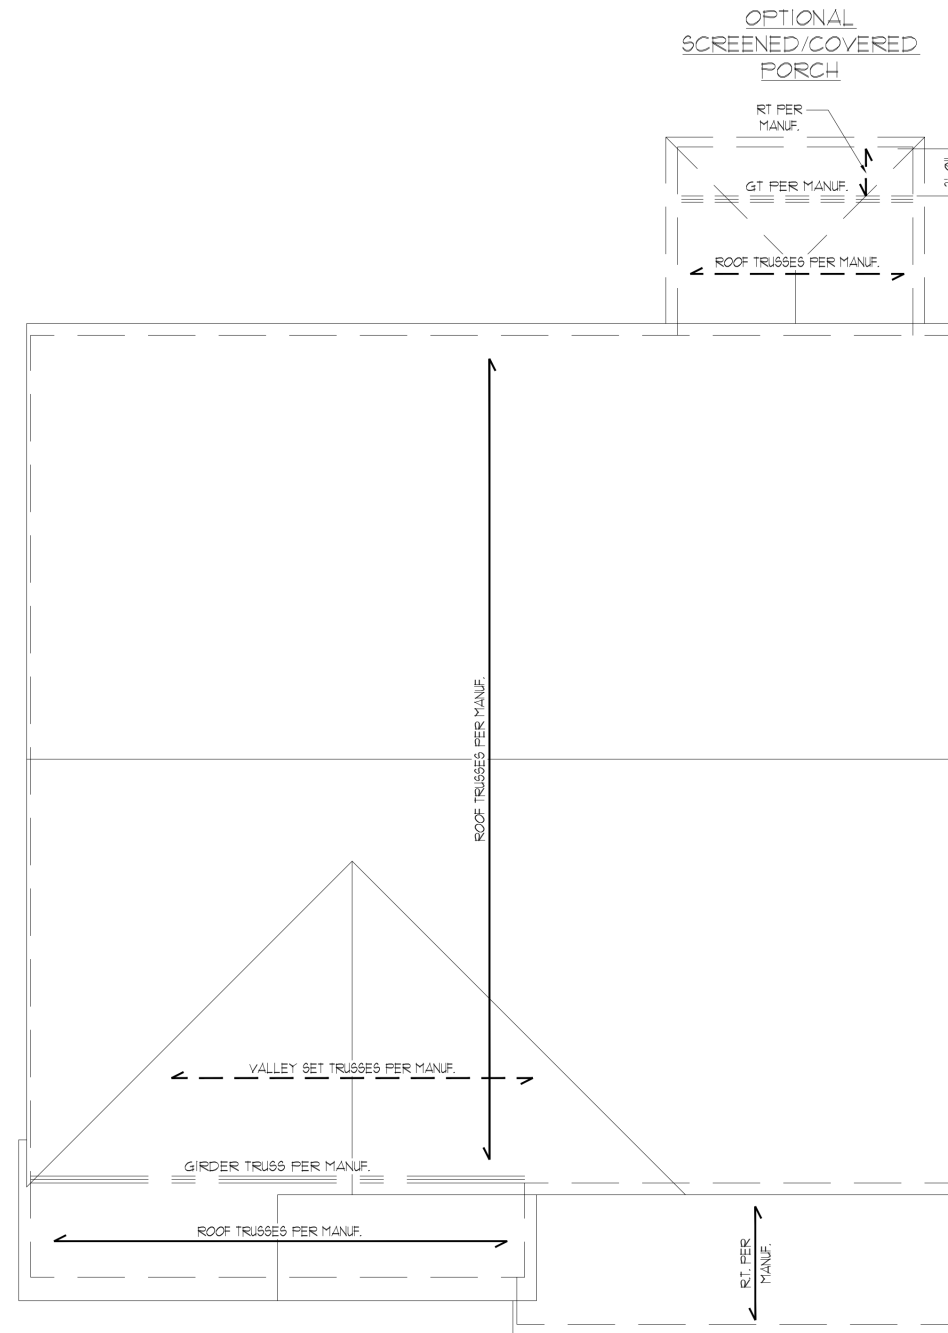 OPTIONAL
SCREENED/COVERED
PORCH
RT PER
MANUF.
GT PER MANUF.
ROOF TRUSSES PER MANUF.
ROOF TRUSSES PER MANUF.
VALLEY SET TRUSSES PER MANUF.
GIRDER TRUSS PER MANUF.
ROOF TRUSSES PER MANUF.
R.T. PER
MANUF.